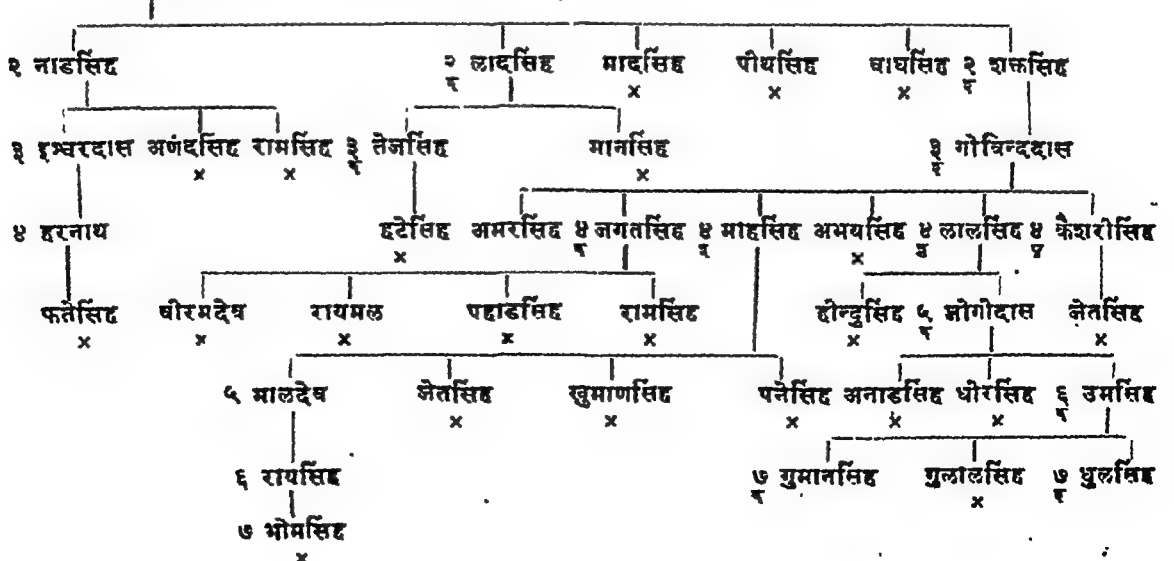 २ नाडसिंह २/द लादसिंह मादसिंह पीथसिंह वाघसिंह २/द शक्तसिंह
× × ×
३ इश्वरदास अणंदसिंह रामसिंह ३/द तेजसिंह मानसिंह ३/द गोविन्ददास
× × ×
४ हरनाथ हटेसिंह अमरसिंह ४/द जगतसिंह ४/द मोहसिंह अभयसिंह ४ लालसिंह ४ कैशरीसिंह
× ×
फतेसिंह वीरमदेव रायमल पहाडसिंह रामसिंह हीन्दुसिंह ५/द जोगीदास जेतसिंह
× × × × × × ×
५ मालदेव जेतसिंह खुमाणसिंह पनेसिंह अनाडसिंह धीरसिंह ६/द उमसिंह
× × × × ×
६ रायसिंह ७/द गुमानसिंह गुलालसिंह ७/द धुलसिंह
×
७ भोमसिंह
×